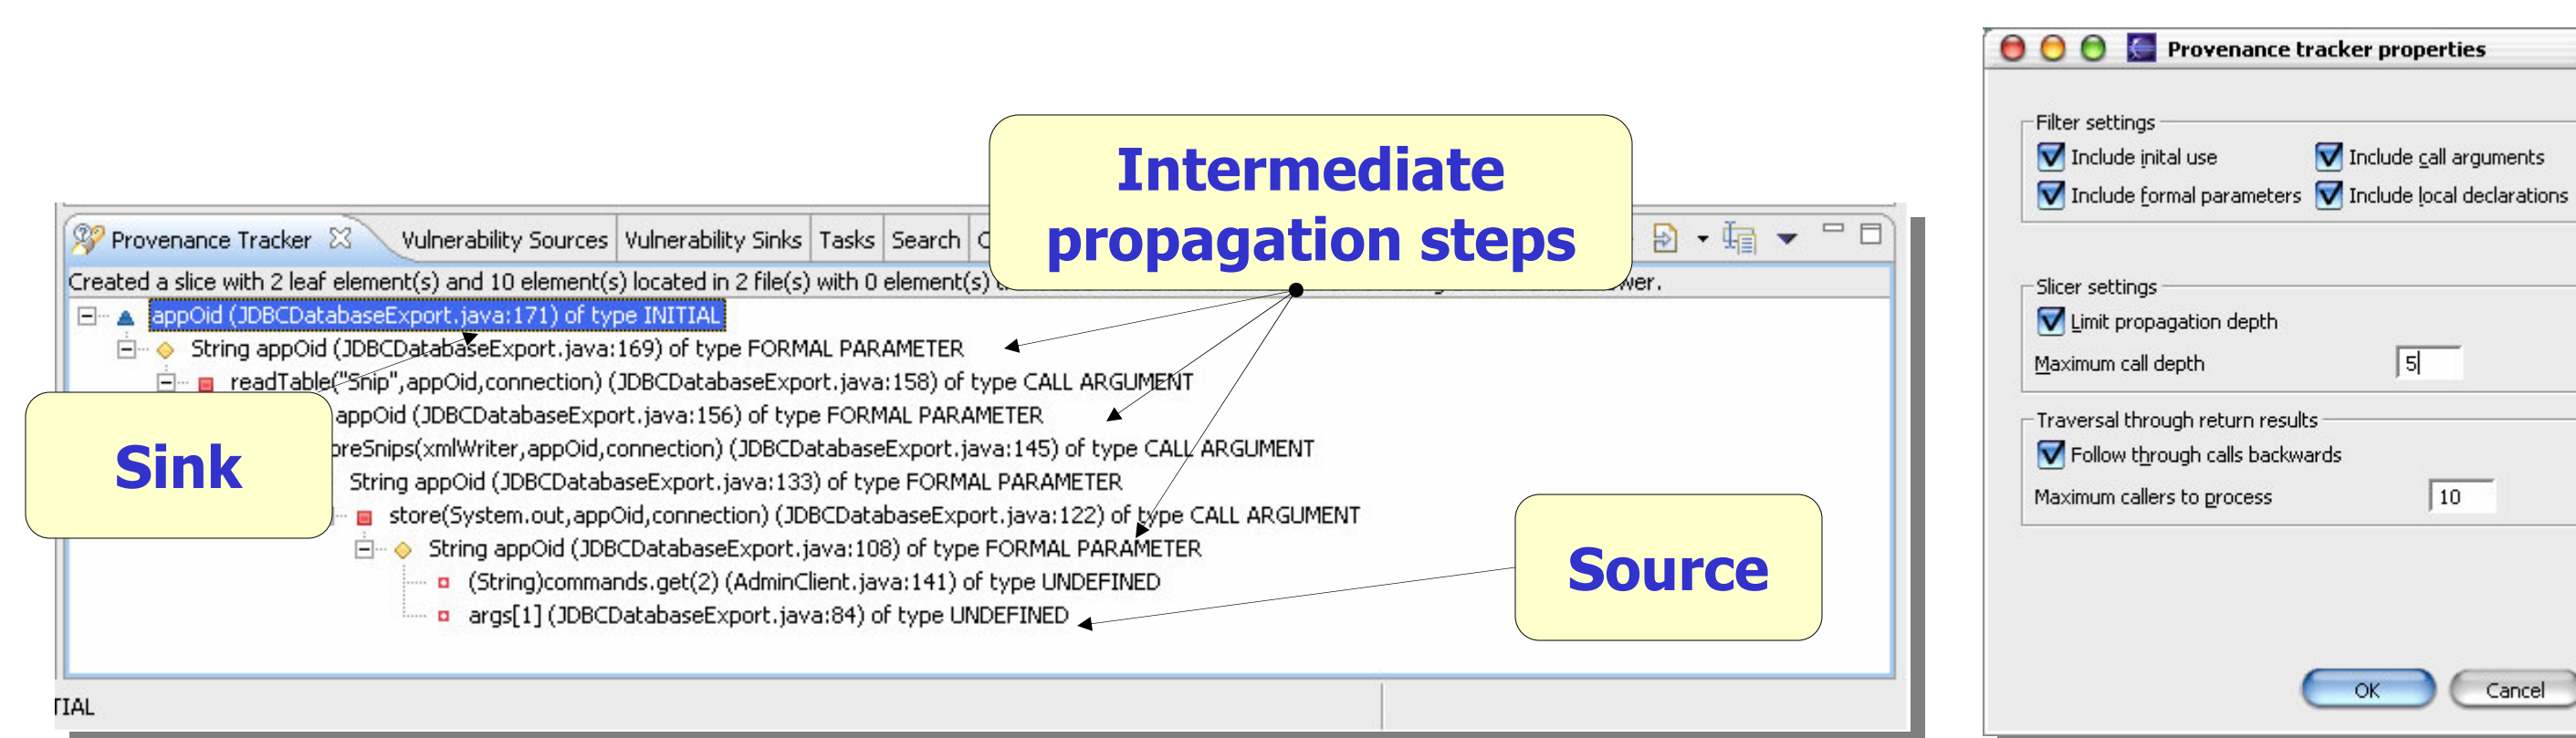 Intermediate
propagation steps
Provenance Tracker Vulnerability Sources Vulnerability Sinks Tasks Search
Created a slice with 2 leaf element(s) and 10 element(s) located in 2 file(s) with 0 element(s)
appOid (JDBCDatabaseExport.java:171) of type INITIAL
String appOid (JDBCDatabaseExport.java:169) of type FORMAL PARAMETER
readTable("Snip",appOid,connection) (JDBCDatabaseExport.java:158) of type CALL ARGUMENT
appOid (JDBCDatabaseExport.java:156) of type FORMAL PARAMETER
oreSnips(xmlWriter,appOid,connection) (JDBCDatabaseExport.java:145) of type CALL ARGUMENT
String appOid (JDBCDatabaseExport.java:133) of type FORMAL PARAMETER
store(System.out,appOid,connection) (JDBCDatabaseExport.java:122) of type CALL ARGUMENT
String appOid (JDBCDatabaseExport.java:108) of type FORMAL PARAMETER
(String)commands.get(2) (AdminClient.java:141) of type UNDEFINED
args[1] (JDBCDatabaseExport.java:84) of type UNDEFINED
Sink
Source
TIAL
Provenance tracker properties
Filter settings
Include inital use Include call arguments
Include formal parameters Include local declarations
Slicer settings
Limit propagation depth
Maximum call depth 5
Traversal through return results
Follow through calls backwards
Maximum callers to process 10
OK Cancel